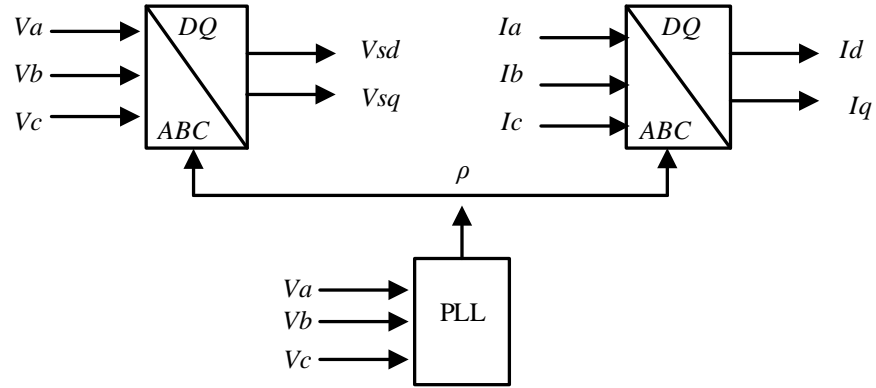 Va
Vb
Vc
DQ
ABC
Vsd
Vsq
Ia
Ib
Ic
DQ
ABC
Id
Iq
ρ
Va
Vb
Vc
PLL